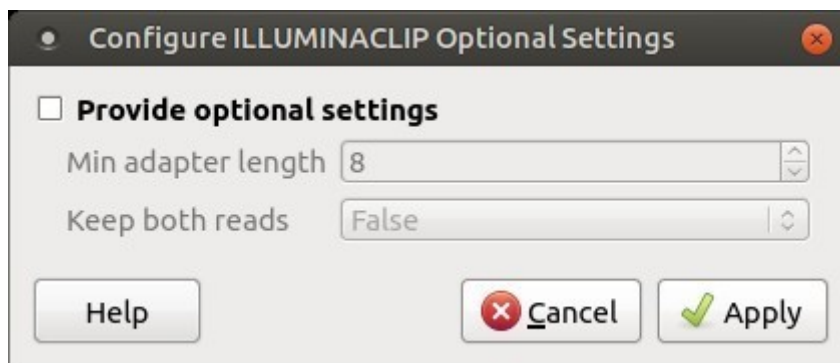 Configure ILLUMINACLIP Optional Settings
Provide optional settings
Min adapter length 8
Keep both reads False
Help Cancel Apply